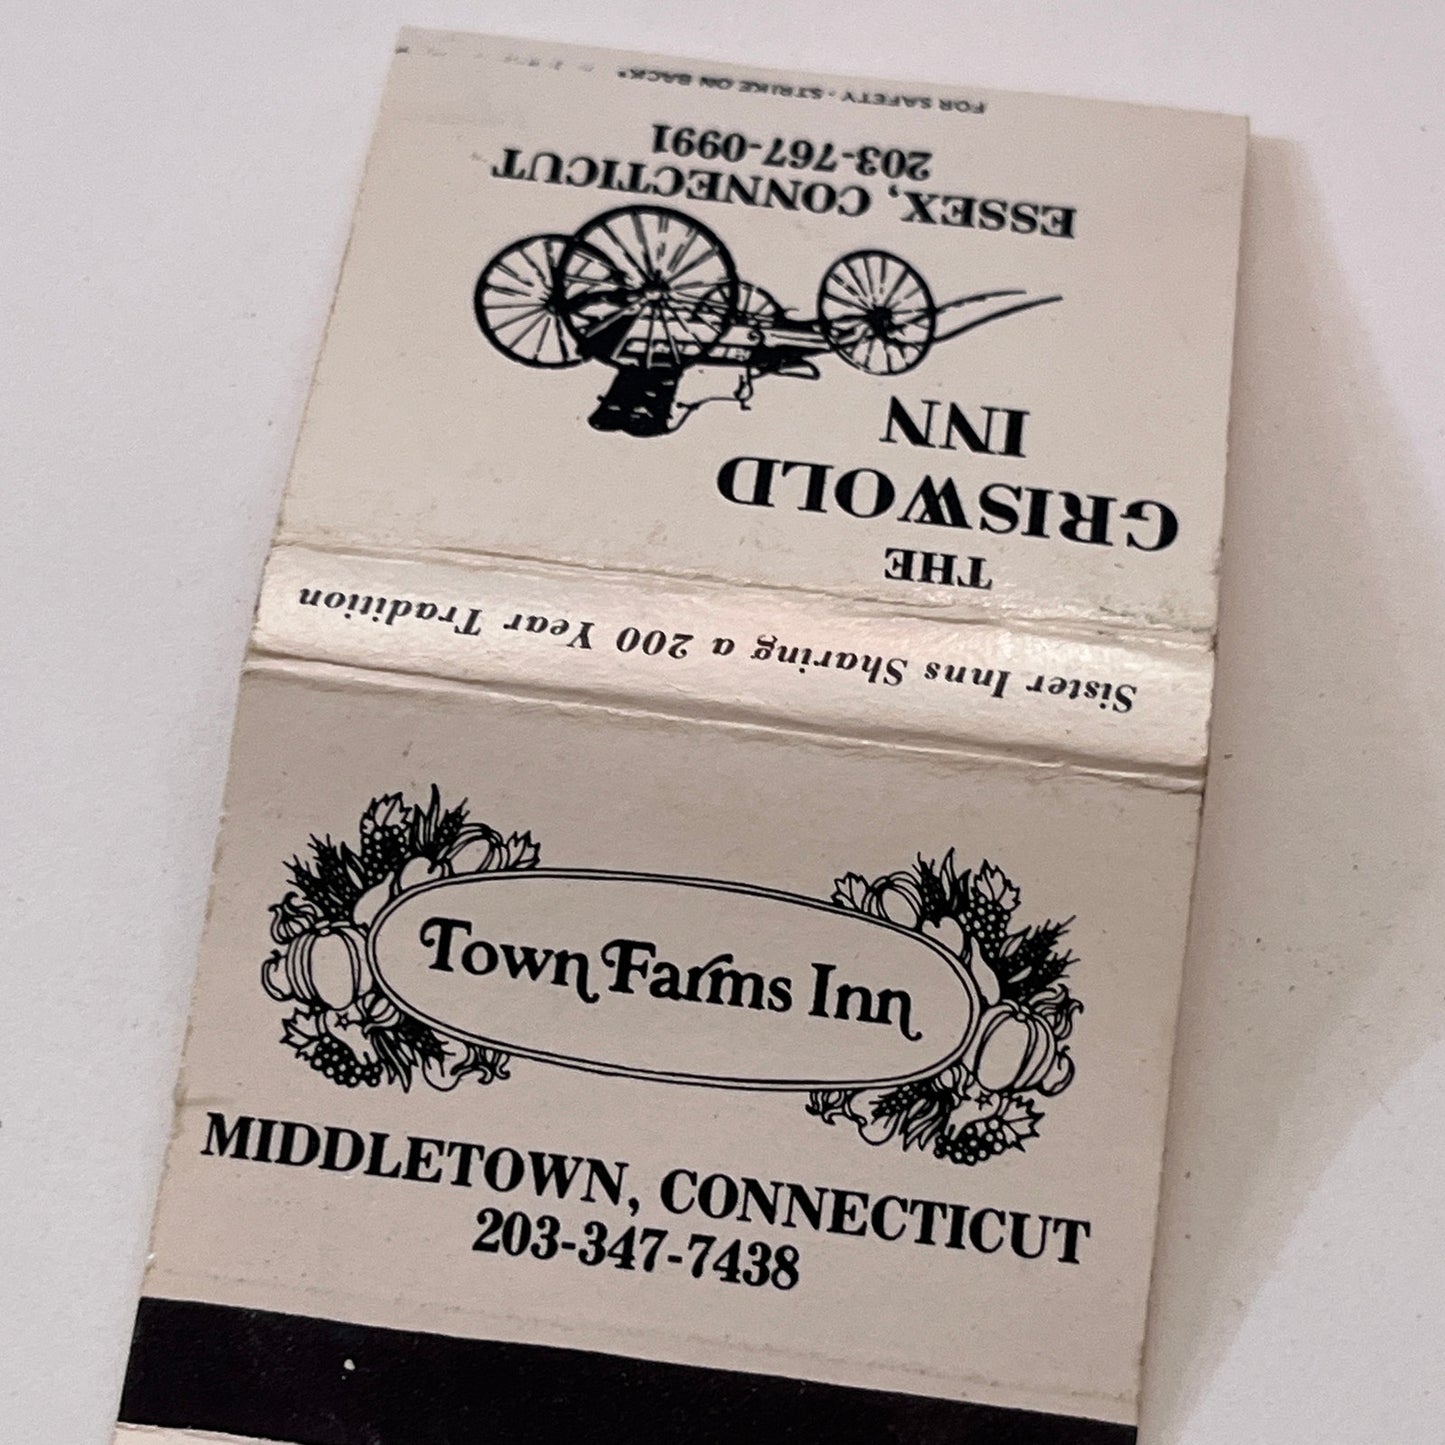 THE
GRISWOLD
INN
ESSEX, CONNECTICUT
203-767-0991
FOR SAFETY - STRIKE ON BACK"
Sister Inns Sharing a 200 Year Tradition
Town Farms Inn
MIDDLETOWN, CONNECTICUT
203-347-7438